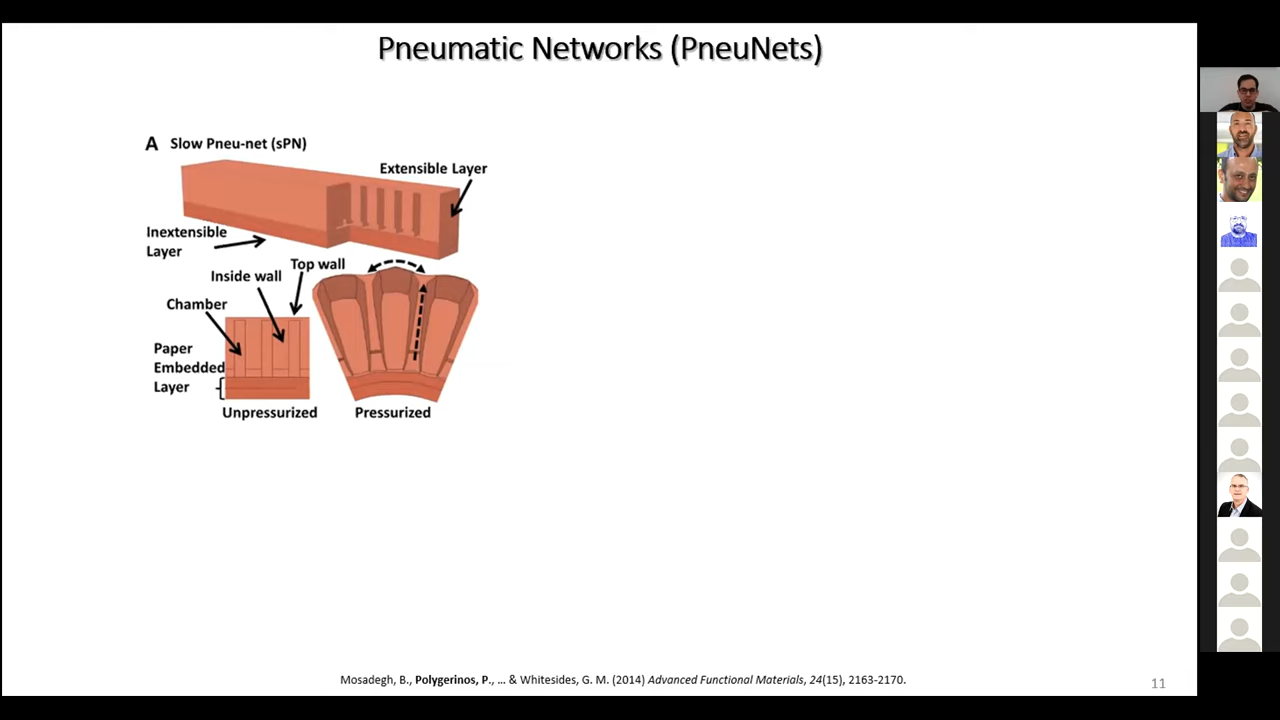 Pneumatic Networks (PneuNets)
A Slow Pneu-net (sPN)
Extensible Layer
Inextensible
Layer
Top wall
Inside wall
Chamber
Paper
Embedded
Layer
Unpressurized
Pressurized
Mosadegh, B., Polygerinos, P., ... & Whitesides, G. M. (2014) Advanced Functional Materials, 24(15), 2163-2170.
11